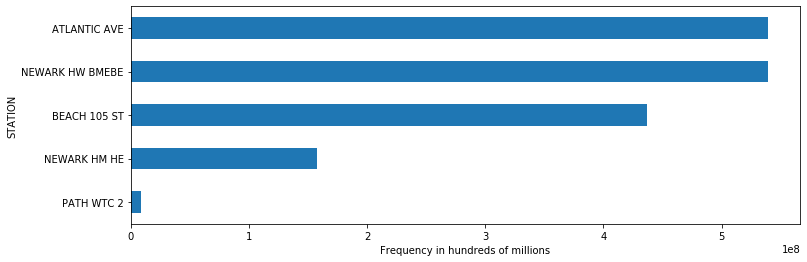 ATLANTIC AVE
NEWARK HW BMEBE
BEACH 105 ST
NEWARK HM HE
PATH WTC 2
STATION
0 1 2 3 4 5
1e8
Frequency in hundreds of millions